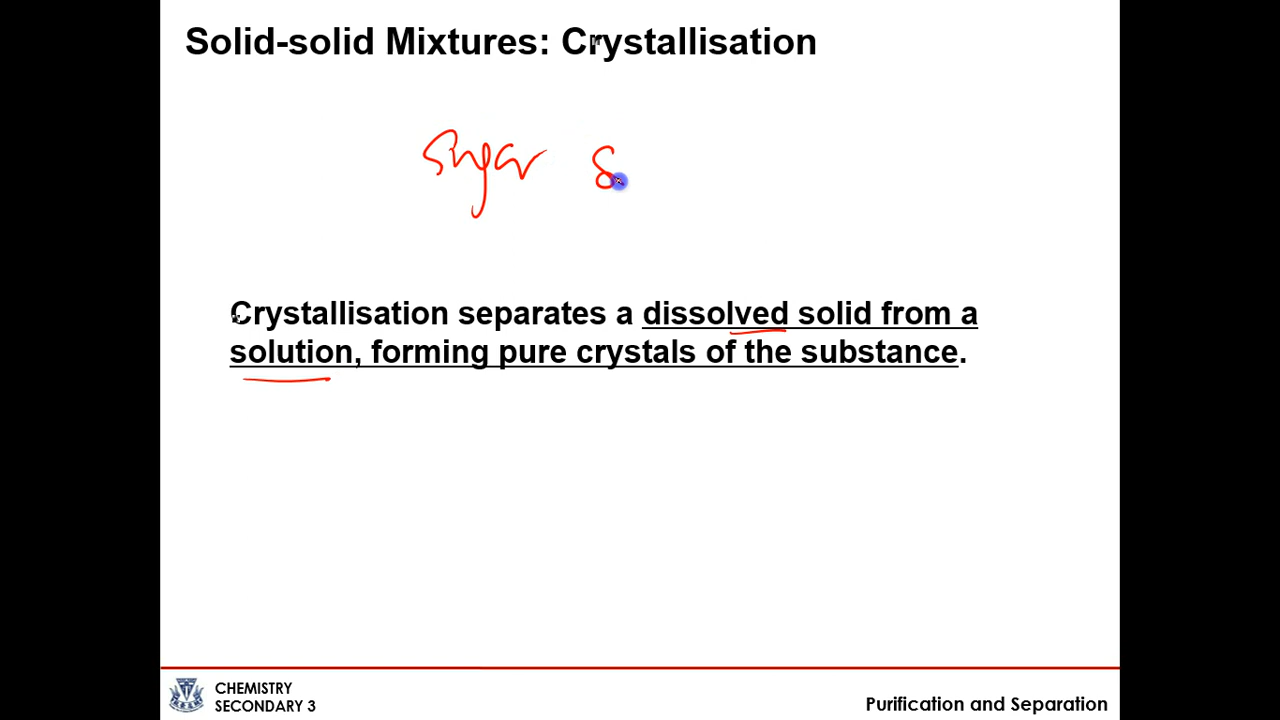 Solid-solid Mixtures: Crystallisation
sugar s
Crystallisation separates a dissolved solid from a
solution, forming pure crystals of the substance.
CHEMISTRY
SECONDARY 3
Purification and Separation